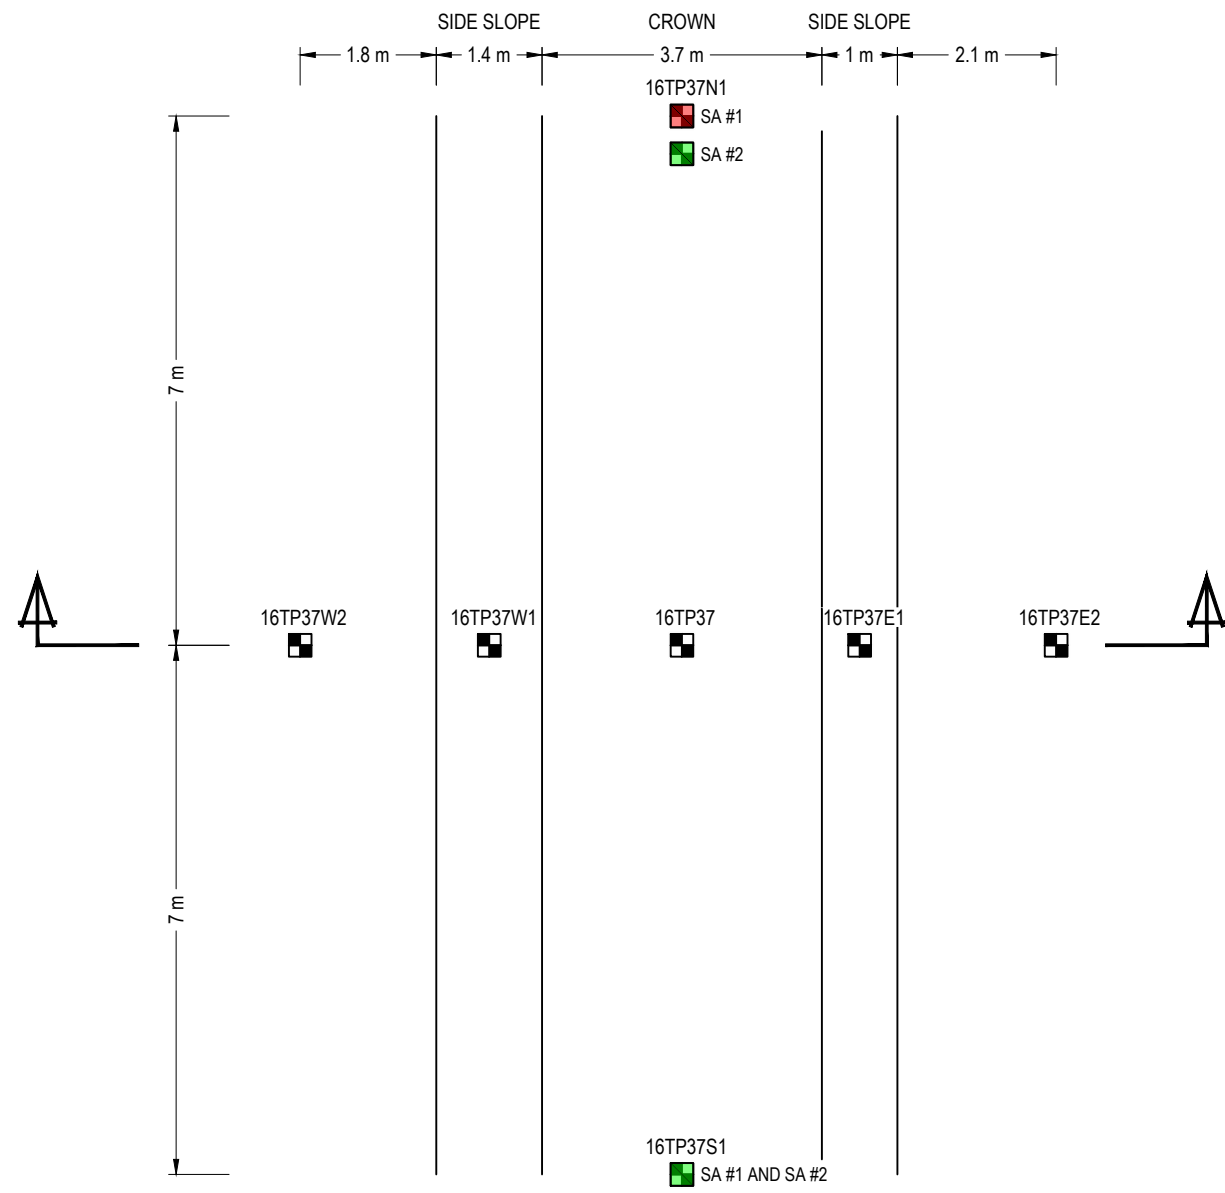 SIDE SLOPE CROWN SIDE SLOPE
1.8 m 1.4 m 3.7 m 1 m 2.1 m
16TP37N1
SA #1
SA #2
7 m
16TP37W2 16TP37W1 16TP37 16TP37E1 16TP37E2
7 m
16TP37S1
SA #1 AND SA #2